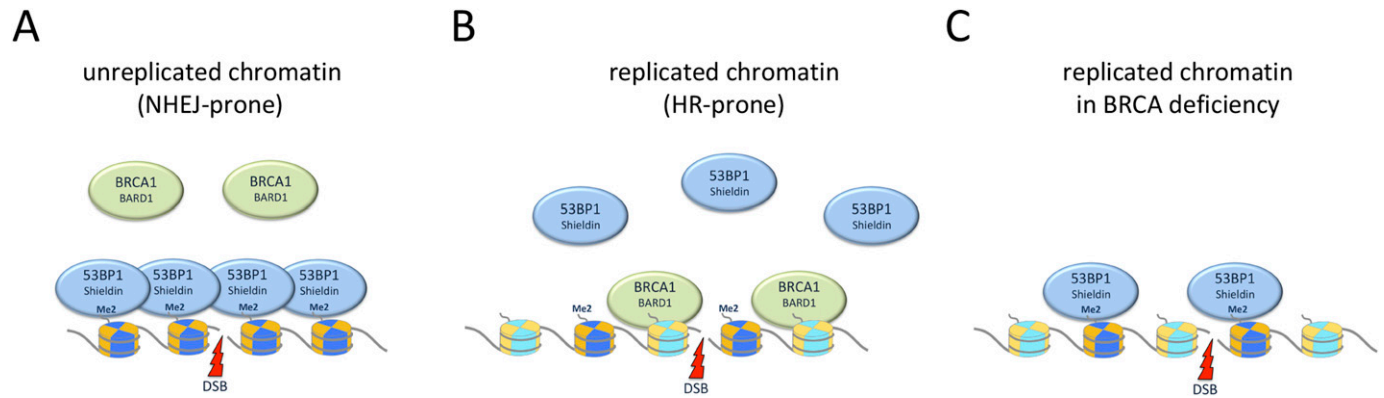 A
unreplicated chromatin
(NHEJ-prone)
BRCA1
BARD1
BRCA1
BARD1
53BP1
Shieldin
Me2
53BP1
Shieldin
Me2
53BP1
Shieldin
Me2
53BP1
Shieldin
Me2
DSB
B
replicated chromatin
(HR-prone)
53BP1
Shieldin
53BP1
Shieldin
53BP1
Shieldin
Me2
BRCA1
BARD1
Me2
BRCA1
BARD1
DSB
C
replicated chromatin
in BRCA deficiency
53BP1
Shieldin
Me2
53BP1
Shieldin
Me2
DSB